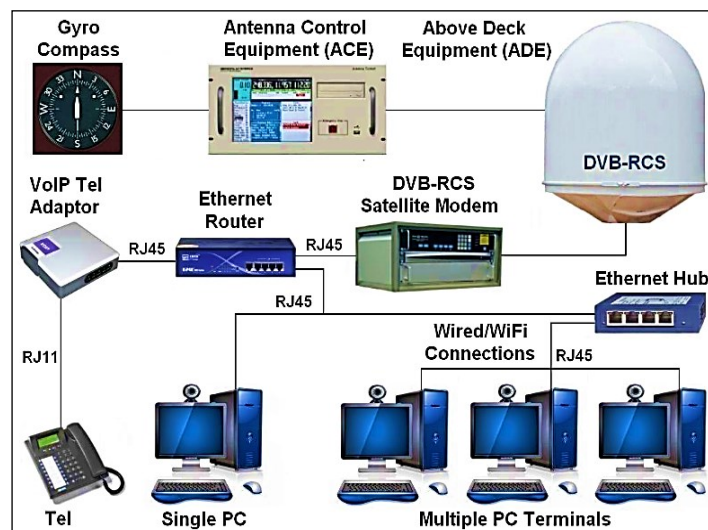 Gyro
Compass
Antenna Control
Equipment (ACE)
Above Deck
Equipment (ADE)
N
E
S
W
DVB-RCS
VoIP Tel
Adaptor
Ethernet
Router
DVB-RCS
Satellite Modem
RJ45
RJ45
Ethernet Hub
RJ45
Wired/WiFi
Connections
RJ11
RJ45
Tel
Single PC
Multiple PC Terminals